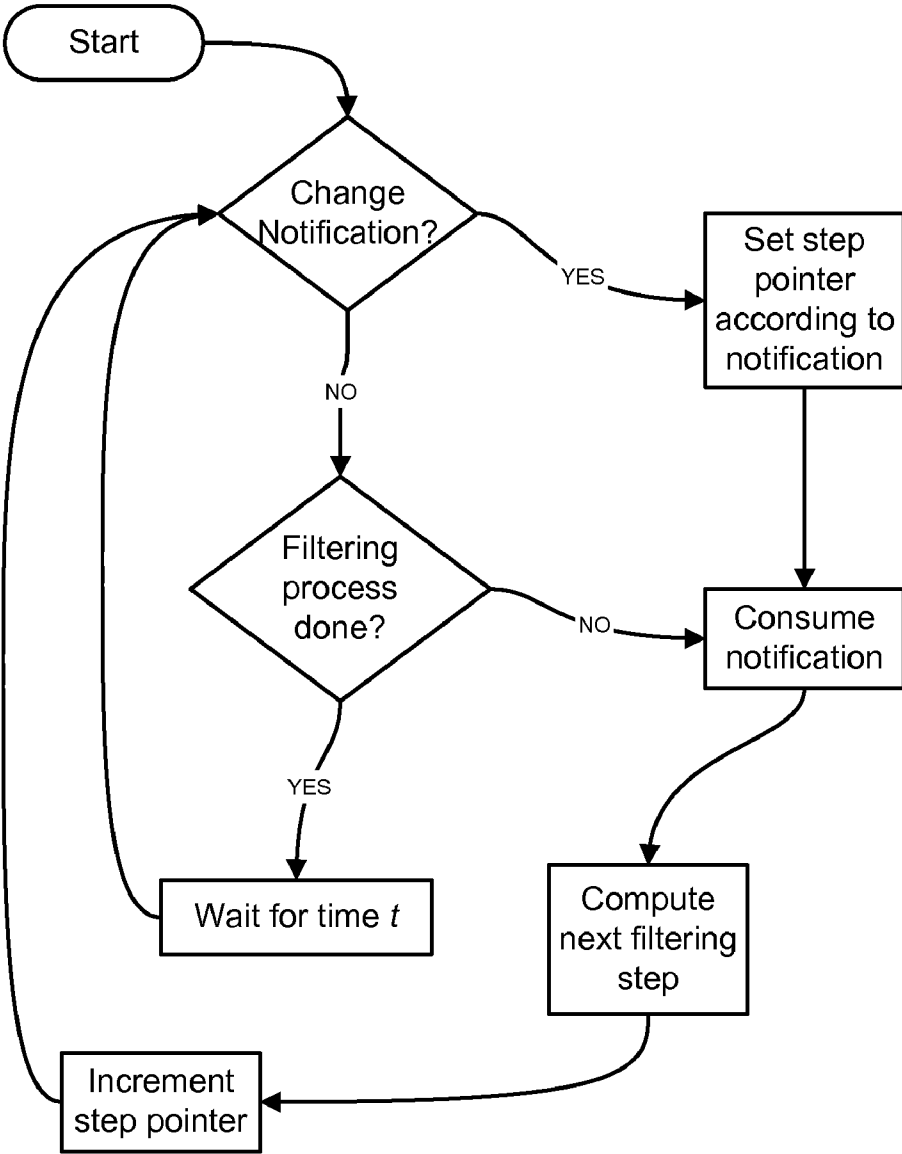 Start
Change
Notification?
YES
Set step
pointer
according to
notification
NO
Filtering
process
done?
NO
Consume
notification
YES
Wait for time t
Compute
next filtering
step
Increment
step pointer